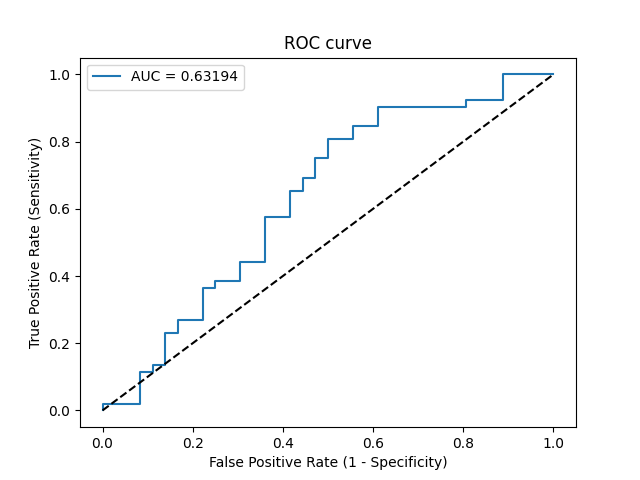 ROC curve
AUC = 0.63194
1.0
0.8
0.6
0.4
0.2
0.0
True Positive Rate (Sensitivity)
0.0 0.2 0.4 0.6 0.8 1.0
False Positive Rate (1 - Specificity)